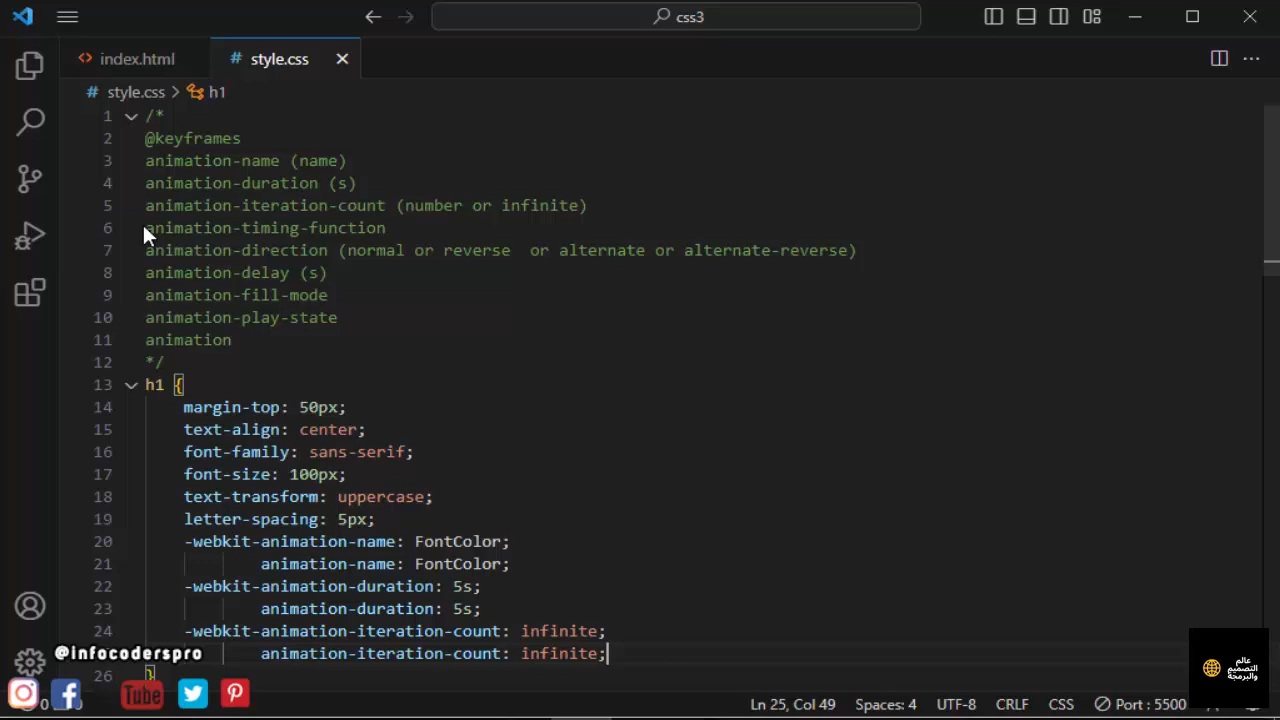 css3
index.html
# style.css
# style.css > h1
1 /*
2 @keyframes
3 animation-name (name)
4 animation-duration (s)
5 animation-iteration-count (number or infinite)
6 animation-timing-function
7 animation-direction (normal or reverse  or alternate or alternate-reverse)
8 animation-delay (s)
9 animation-fill-mode
10 animation-play-state
11 animation
12 */
13 h1 {
14 margin-top: 50px;
15 text-align: center;
16 font-family: sans-serif;
17 font-size: 100px;
18 text-transform: uppercase;
19 letter-spacing: 5px;
20 -webkit-animation-name: FontColor;
21 animation-name: FontColor;
22 -webkit-animation-duration: 5s;
23 animation-duration: 5s;
24 -webkit-animation-iteration-count: infinite;
25 animation-iteration-count: infinite;
26 }
@infocoderspro
Tube
عالم
التصميم
والبرمجة
Ln 25, Col 49 Spaces: 4 UTF-8 CRLF CSS Port : 5500